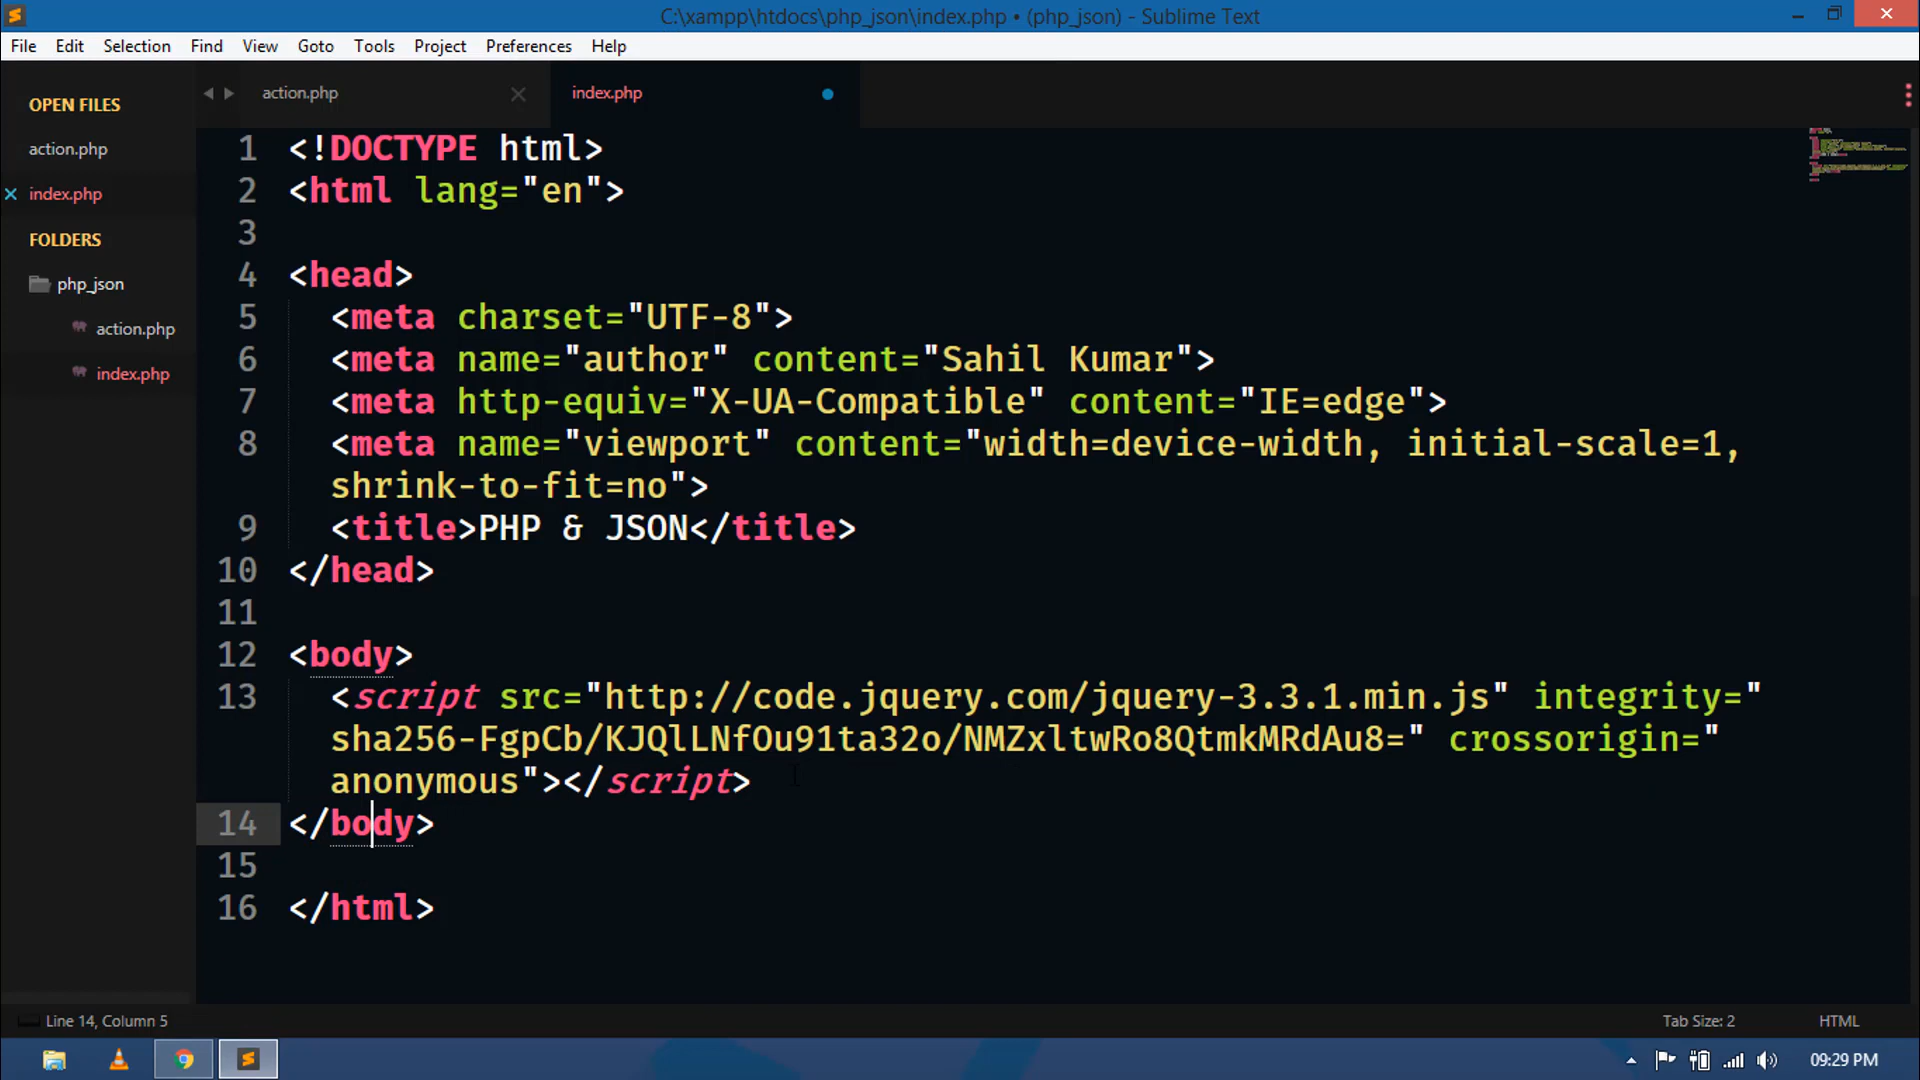 C:\xampp\htdocs\php_json\index.php • (php_json) - Sublime Text
File Edit Selection Find View Goto Tools Project Preferences Help
OPEN FILES
action.php
index.php
FOLDERS
php_json
action.php
index.php
action.php
index.php
1 <!DOCTYPE html>
2 <html lang="en">
3
4 <head>
5 <meta charset="UTF-8">
6 <meta name="author" content="Sahil Kumar">
7 <meta http-equiv="X-UA-Compatible" content="IE=edge">
8 <meta name="viewport" content="width=device-width, initial-scale=1,
shrink-to-fit=no">
9 <title>PHP & JSON</title>
10 </head>
11
12 <body>
13 <script src="http://code.jquery.com/jquery-3.3.1.min.js" integrity="
sha256-FgpCb/KJQlLNfOu91ta32o/NMZxltwRo8QtmkMRdAu8=" crossorigin="
anonymous"></script>
14 </body>
15
16 </html>
Line 14, Column 5
Tab Size: 2
HTML
09:29 PM